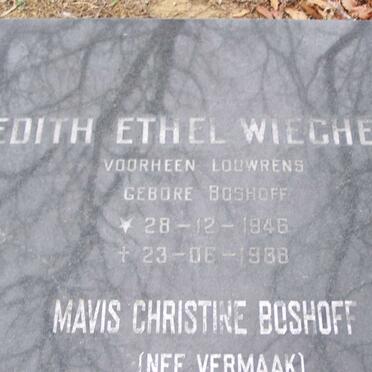 EDITH ETHEL WIECHE
VOORHEEN LOUWRENS
GEBORE BOSHOFF
★ 28-12-1946
✝ 23-06-1988
MAVIS CHRISTINE BOSHOFF
(NEE VERMAAK)